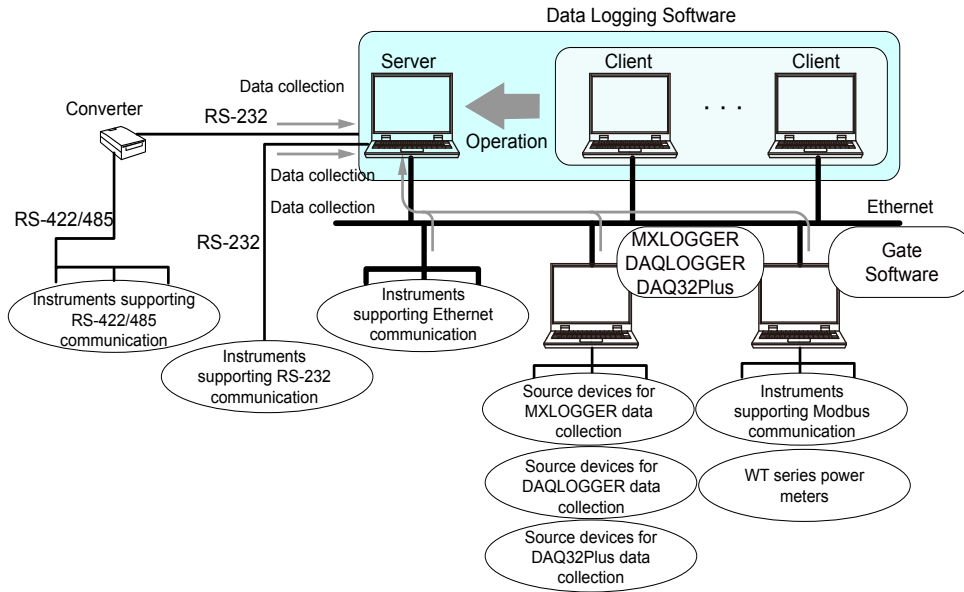 Data Logging Software
Server
Client
Client
Data collection
Converter
RS-232
. . .
Operation
Data collection
RS-422/485
Data collection
Ethernet
RS-232
MXLOGGER
DAQLOGGER
DAQ32Plus
Gate
Software
Instruments supporting
RS-422/485
communication
Instruments
supporting Ethernet
communication
Instruments
supporting RS-232
communication
Source devices for
MXLOGGER data
collection
Instruments
supporting Modbus
communication
Source devices for
DAQLOGGER data
collection
WT series power
meters
Source devices for
DAQ32Plus data
collection